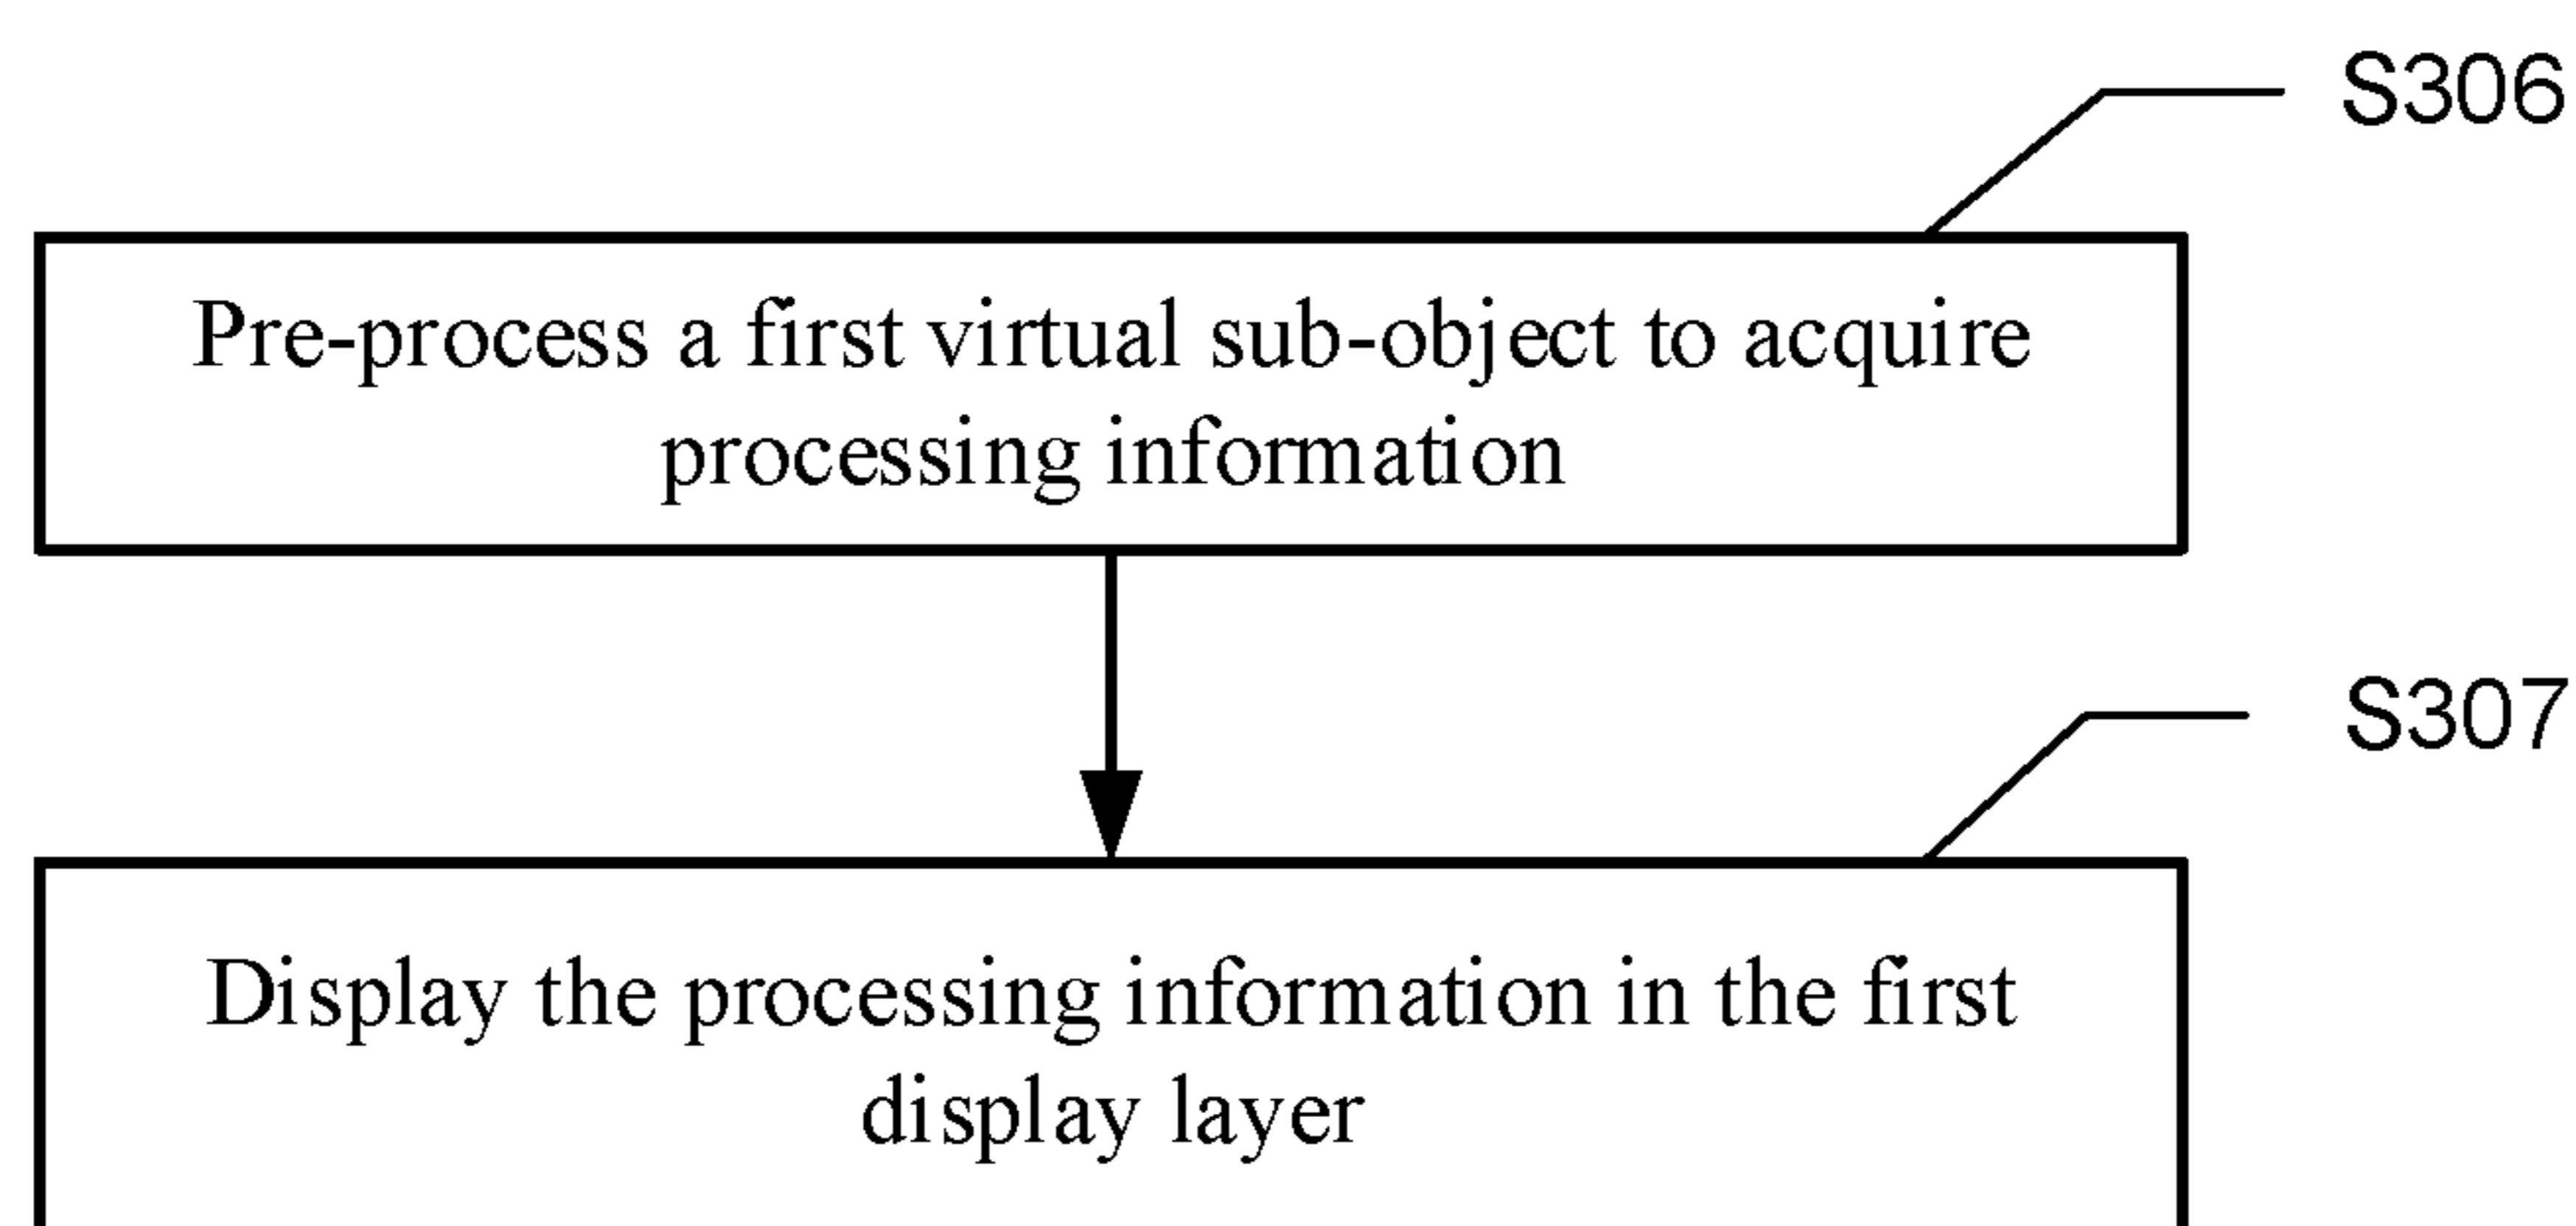 S306
Pre-process a first virtual sub-object to acquire
processing information
S307
Display the processing information in the first
display layer